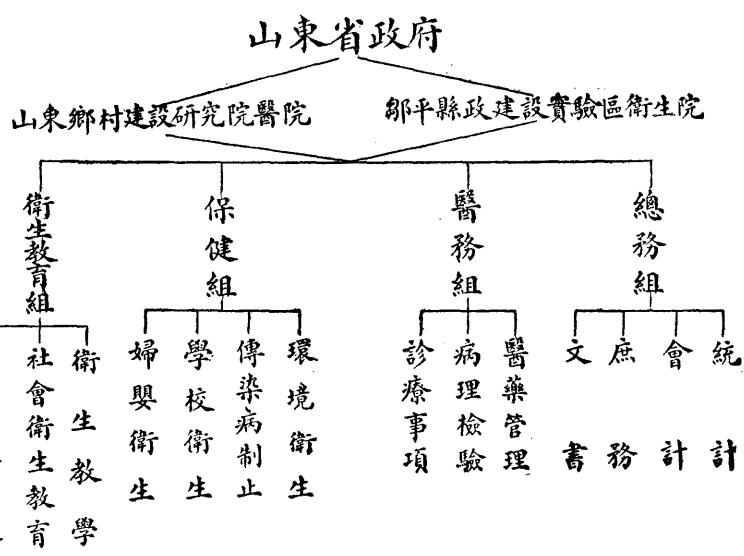 山東省政府
山東鄉村建設研究院醫院
鄒平縣政建設實驗區衛生院
總務組
醫務組
保健組
衛生教育組
統計
會計
庶務
文書
醫藥管理
病理檢驗
診療事項
環境衛生
傳染病制止
學校衛生
婦嬰衛生
衛生教學
社會衛生教育